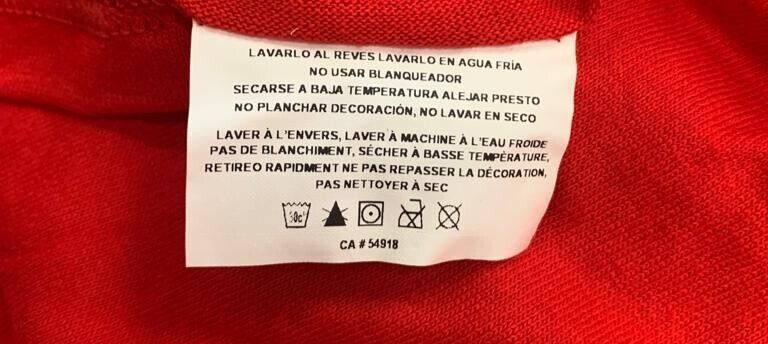 LAVARLO AL REVES LAVARLO EN AGUA FRÍA
NO USAR BLANQUEADOR
SECARSE A BAJA TEMPERATURA ALEJAR PRESTO
NO PLANCHAR DECORACIÓN, NO LAVAR EN SECO
LAVER À L'ENVERS, LAVER À MACHINE À L'EAU FROIDE
PAS DE BLANCHIMENT, SÉCHER À BASSE TEMPÉRATURE,
RETIREO RAPIDMENT NE PAS REPASSER LA DÉCORATION,
PAS NETTOYER À SEC
30c
CA # 54918